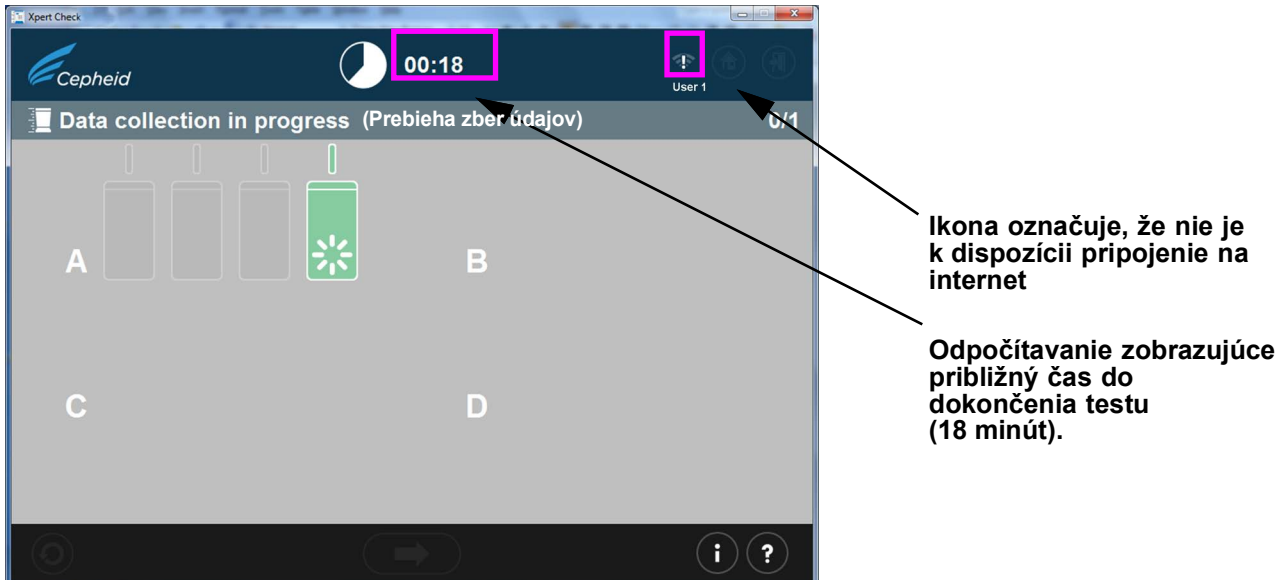 Xpert Check
Cepheid
00:18
User 1
Data collection in progress (Prebieha zber údajov)
0/1
A
B
C
D
Ikona označuje, že nie je
k dispozícii pripojenie na
internet
Odpočítavanie zobrazujúce
približný čas do
dokončenia testu
(18 minút).
i
?